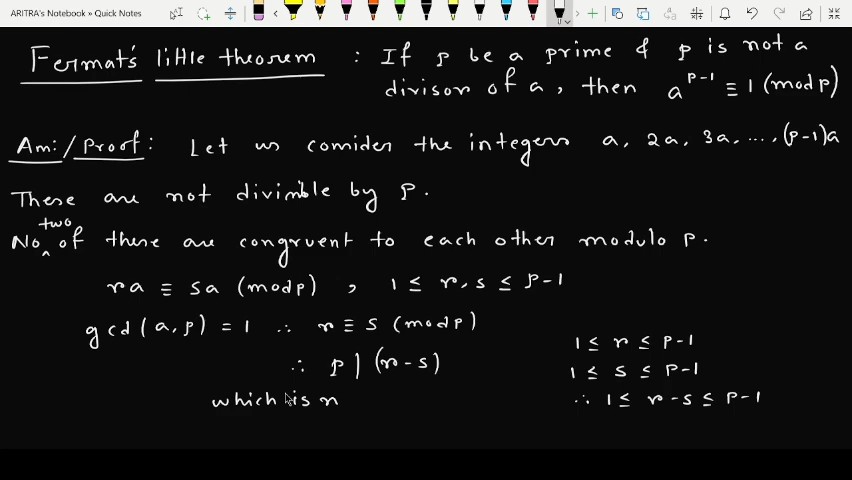 ARITRA's Notebook » Quick Notes
Fermat's little theorem : If p be a prime & p is not a
divisor of a, then a^{p-1} ≡ 1 (mod p)
Ans:/Proof: Let us consider the integers a, 2a, 3a, ..., (p-1)a
These are not divisible by p.
No two of these are congruent to each other modulo p.
ra ≡ sa (mod p) , 1 ≤ r, s ≤ p-1
gcd(a, p) = 1 ∴ r ≡ s (mod p)
∴ p | (r-s)
which is n
1 ≤ r ≤ p-1
1 ≤ s ≤ p-1
∴ 1 ≤ r-s ≤ p-1